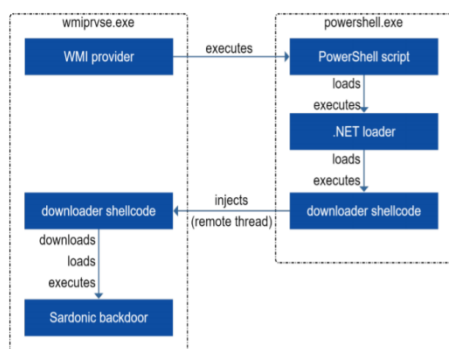 wmiprvse.exe
powershell.exe
WMI provider
executes
PowerShell script
loads
executes
.NET loader
loads
executes
downloader shellcode
injects
(remote thread)
downloader shellcode
downloads
loads
executes
Sardonic backdoor